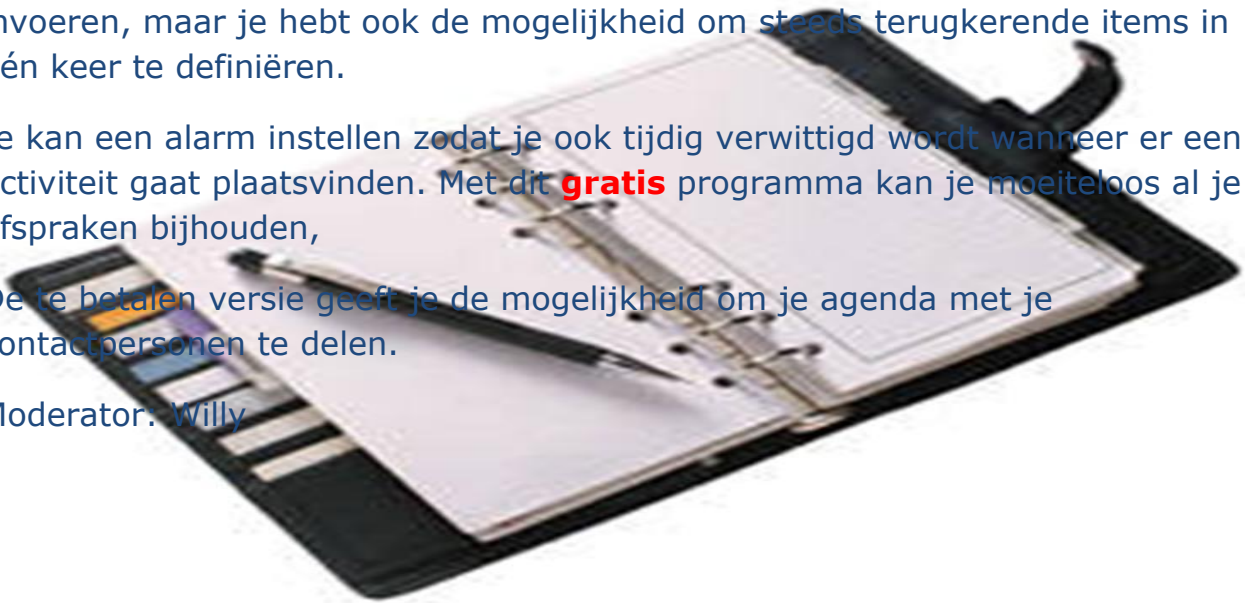 nvoeren, maar je hebt ook de mogelijkheid om steeds terugkerende items in
én keer te definiëren.
e kan een alarm instellen zodat je ook tijdig verwittigd wordt wanneer er een
ctiviteit gaat plaatsvinden. Met dit gratis programma kan je moeiteloos al je
fspraken bijhouden,
De te betalen versie geeft je de mogelijkheid om je agenda met je
ontactpersonen te delen.
Moderator: Willy